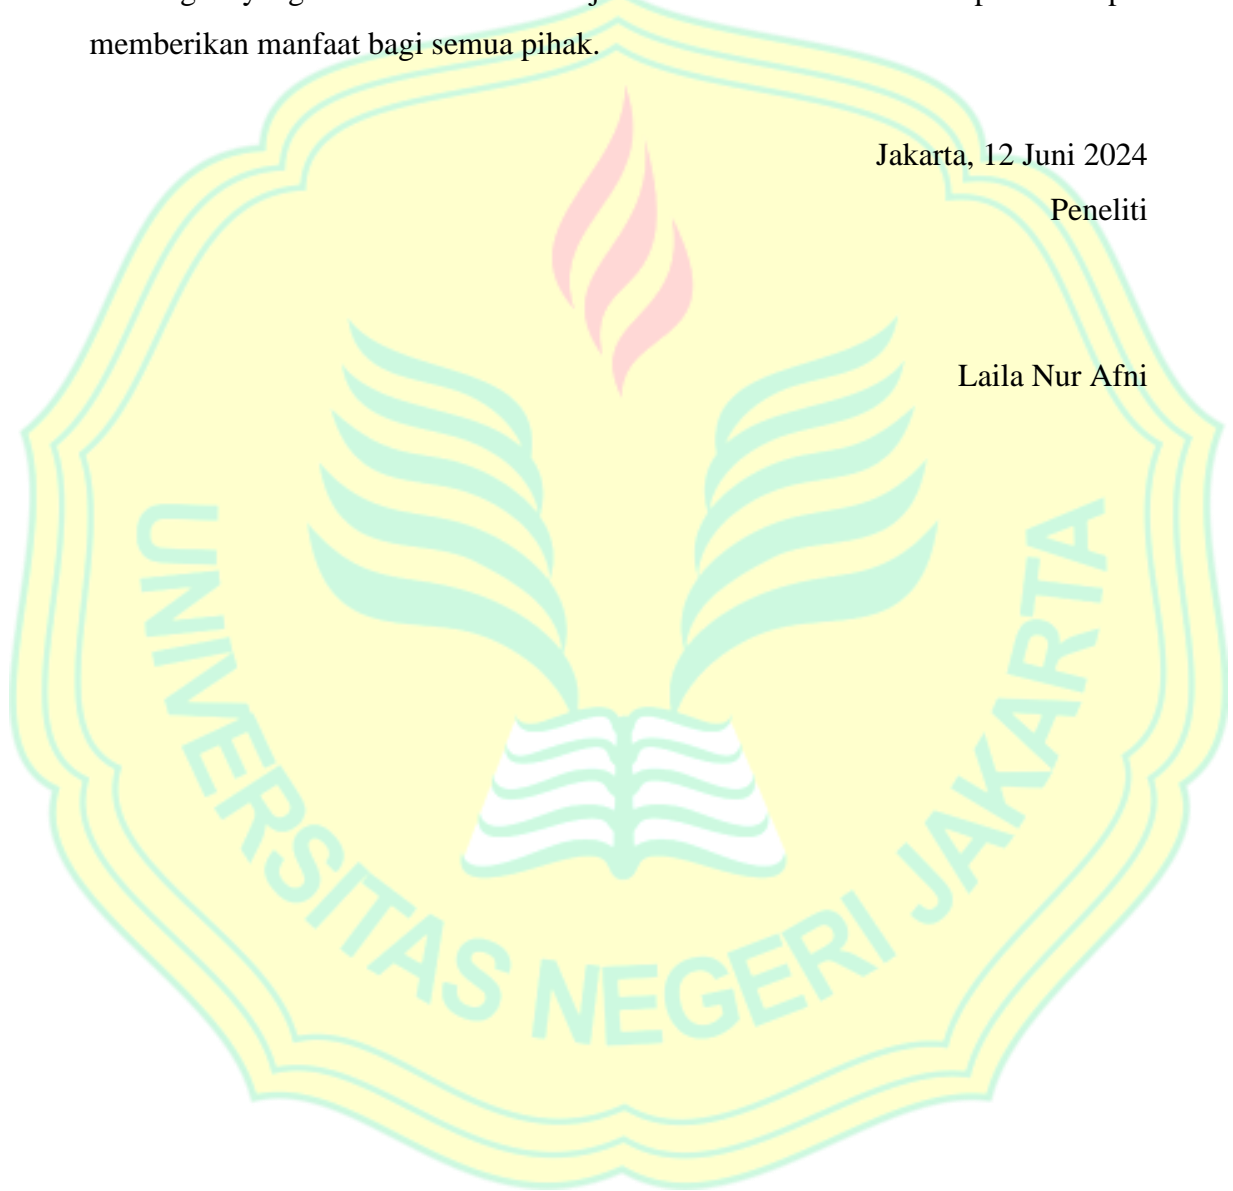 memberikan manfaat bagi semua pihak.
Jakarta, 12 Juni 2024
Peneliti
Laila Nur Afni
UNIVERSITAS NEGERI JAKARTA